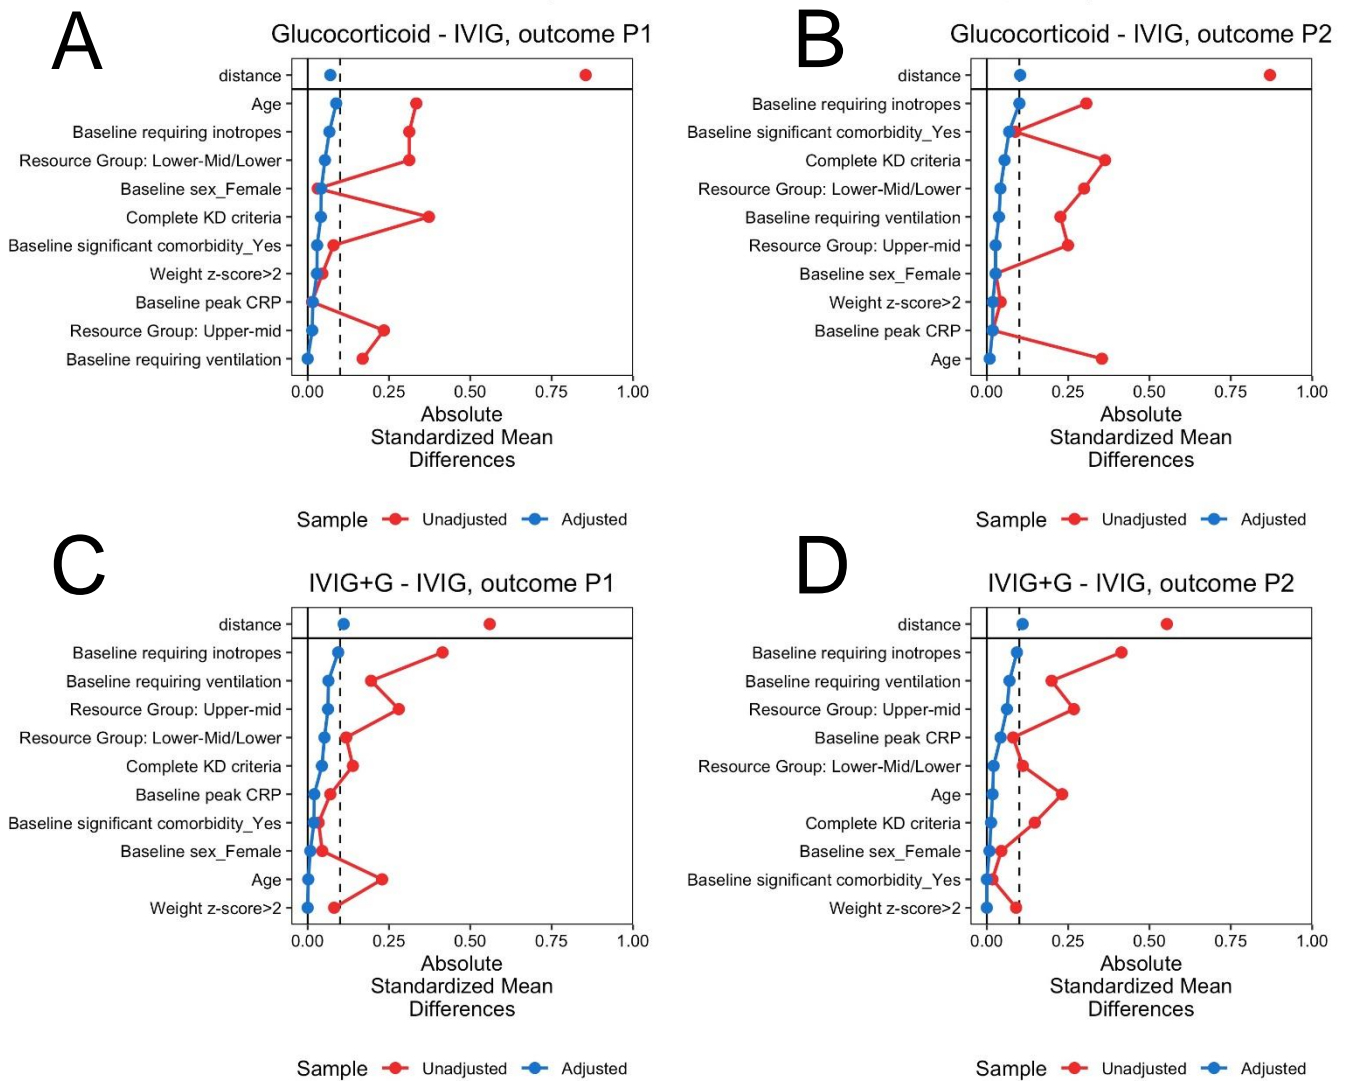 A
Glucocorticoid - IVIG, outcome P1
distance
Age
Baseline requiring inotropes
Resource Group: Lower-Mid/Lower
Baseline sex_Female
Complete KD criteria
Baseline significant comorbidity_Yes
Weight z-score>2
Baseline peak CRP
Resource Group: Upper-mid
Baseline requiring ventilation
0.00 0.25 0.50 0.75 1.00
Absolute
Standardized Mean
Differences
Sample Unadjusted Adjusted
B
Glucocorticoid - IVIG, outcome P2
distance
Baseline requiring inotropes
Baseline significant comorbidity_Yes
Complete KD criteria
Resource Group: Lower-Mid/Lower
Baseline requiring ventilation
Resource Group: Upper-mid
Baseline sex_Female
Weight z-score>2
Baseline peak CRP
Age
0.00 0.25 0.50 0.75 1.00
Absolute
Standardized Mean
Differences
Sample Unadjusted Adjusted
C
IVIG+G - IVIG, outcome P1
distance
Baseline requiring inotropes
Baseline requiring ventilation
Resource Group: Upper-mid
Resource Group: Lower-Mid/Lower
Complete KD criteria
Baseline peak CRP
Baseline significant comorbidity_Yes
Baseline sex_Female
Age
Weight z-score>2
0.00 0.25 0.50 0.75 1.00
Absolute
Standardized Mean
Differences
Sample Unadjusted Adjusted
D
IVIG+G - IVIG, outcome P2
distance
Baseline requiring inotropes
Baseline requiring ventilation
Resource Group: Upper-mid
Baseline peak CRP
Resource Group: Lower-Mid/Lower
Age
Complete KD criteria
Baseline sex_Female
Baseline significant comorbidity_Yes
Weight z-score>2
0.00 0.25 0.50 0.75 1.00
Absolute
Standardized Mean
Differences
Sample Unadjusted Adjusted